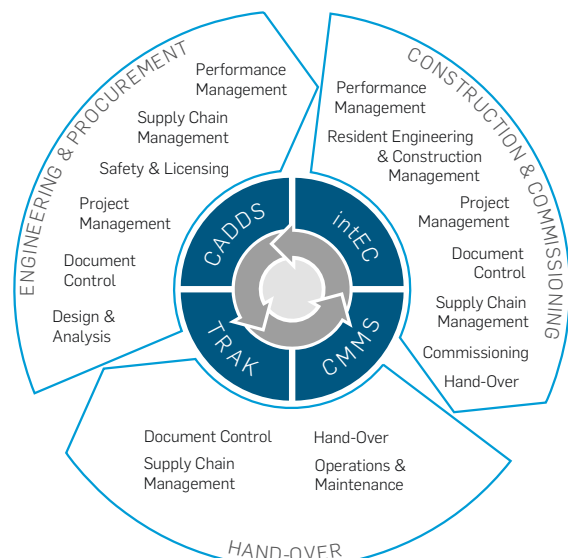 ENGINEERING & PROCUREMENT
Performance
Management
Supply Chain
Management
Safety & Licensing
Project
Management
Document
Control
Design &
Analysis
CONSTRUCTION & COMMISSIONING
Performance
Management
Resident Engineering
& Construction
Management
Project
Management
Document
Control
Supply Chain
Management
Commissioning
Hand-Over
CADDS
intEC
TRAK
CMMS
Document Control
Supply Chain
Management
Hand-Over
Operations &
Maintenance
HAND-OVER